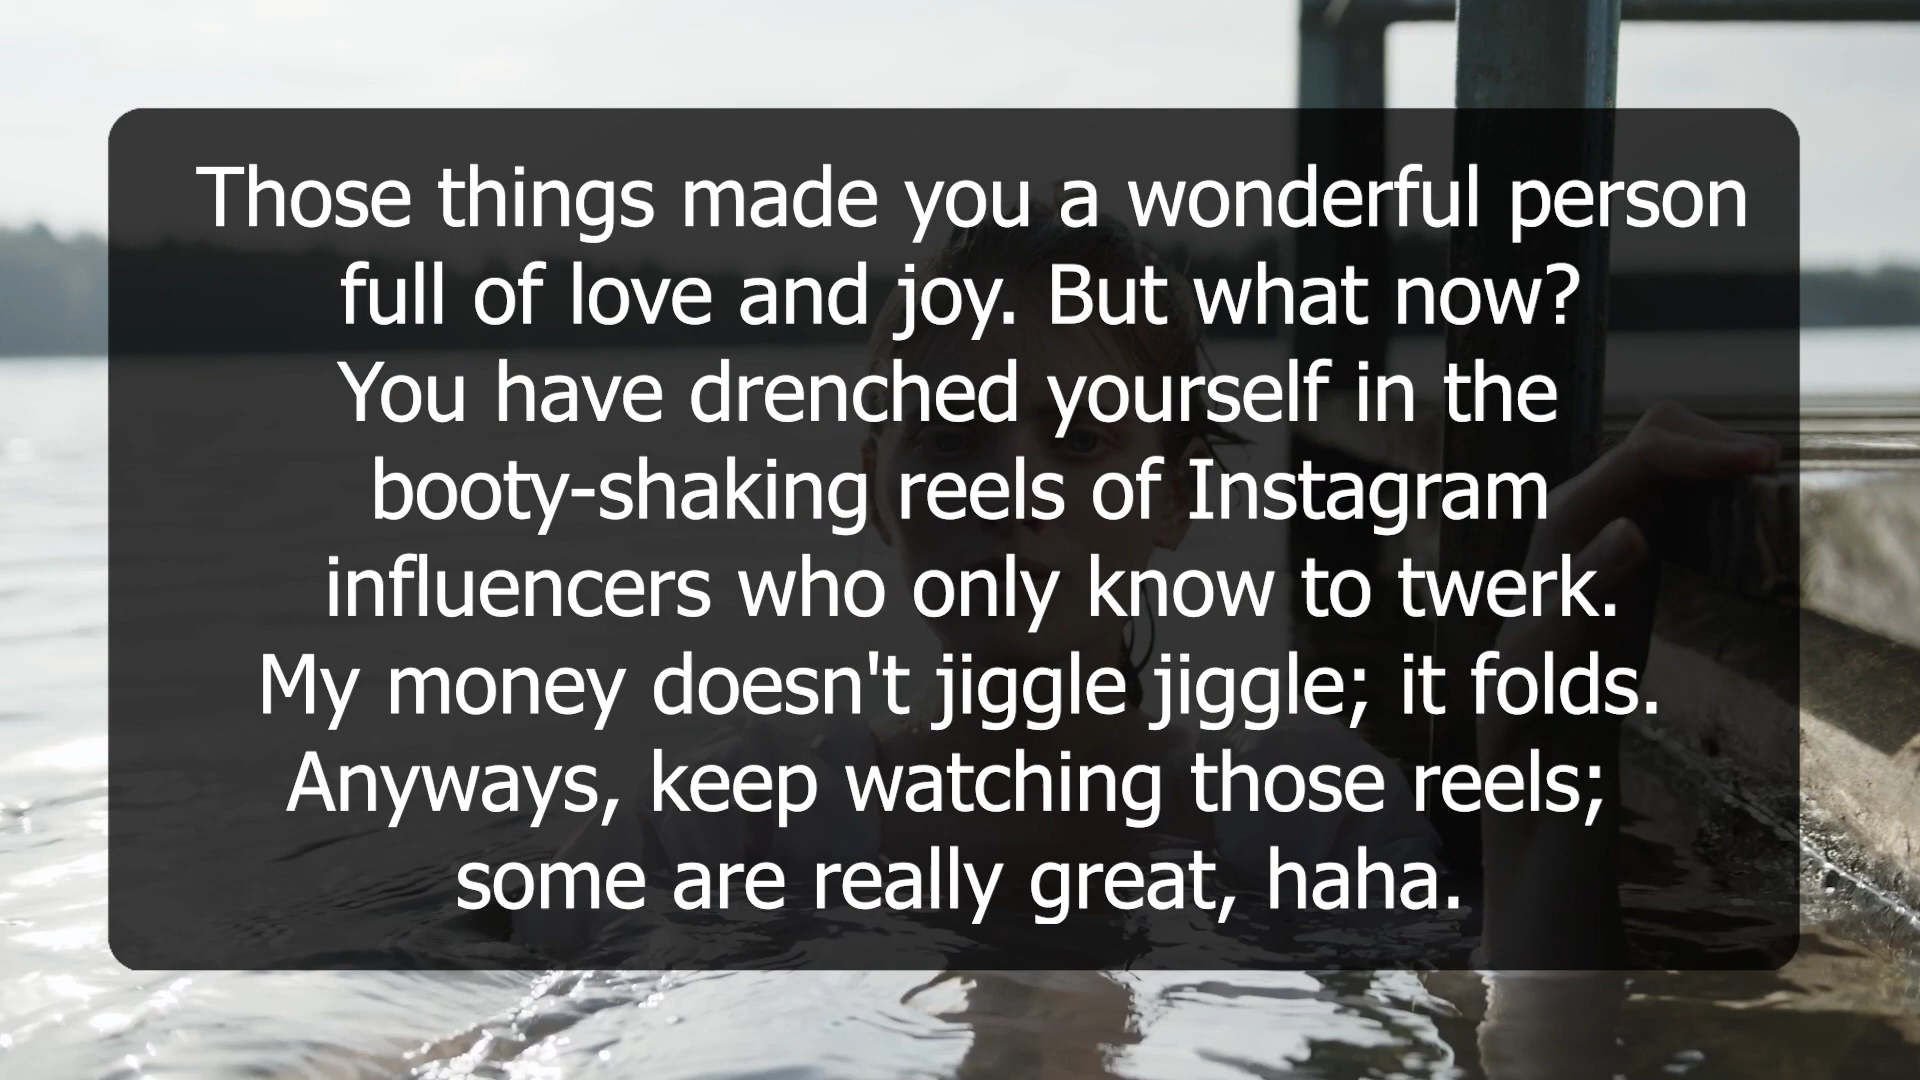 Those things made you a wonderful person
full of love and joy. But what now?
You have drenched yourself in the
booty-shaking reels of Instagram
influencers who only know to twerk.
My money doesn't jiggle jiggle; it folds.
Anyways, keep watching those reels;
some are really great, haha.